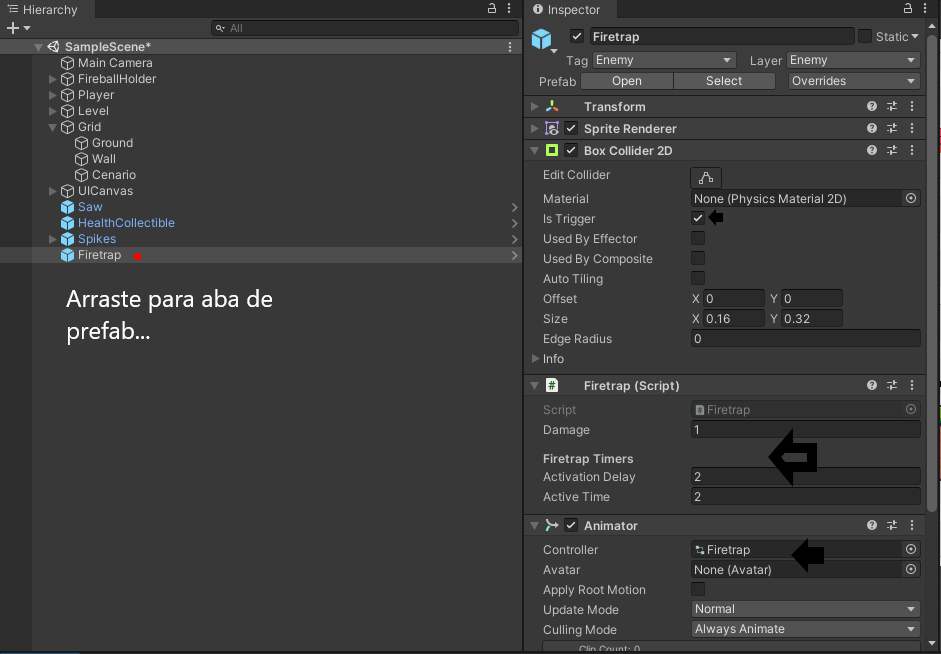 Hierarchy
All
SampleScene*
Main Camera
FireballHolder
Player
Level
Grid
Ground
Wall
Cenario
UICanvas
Saw
HealthCollectible
Spikes
Firetrap
Arraste para aba de
prefab...
Inspector
Firetrap Static
Tag Enemy Layer Enemy
Prefab Open Select Overrides
Transform
Sprite Renderer
Box Collider 2D
Edit Collider
Material None (Physics Material 2D)
Is Trigger
Used By Effector
Used By Composite
Auto Tiling
Offset X 0 Y 0
Size X 0.16 Y 0.32
Edge Radius 0
Info
# Firetrap (Script)
Script # Firetrap
Damage 1
Firetrap Timers
Activation Delay 2
Active Time 2
Animator
Controller Firetrap
Avatar None (Avatar)
Apply Root Motion
Update Mode Normal
Culling Mode Always Animate
Clip Count: 0